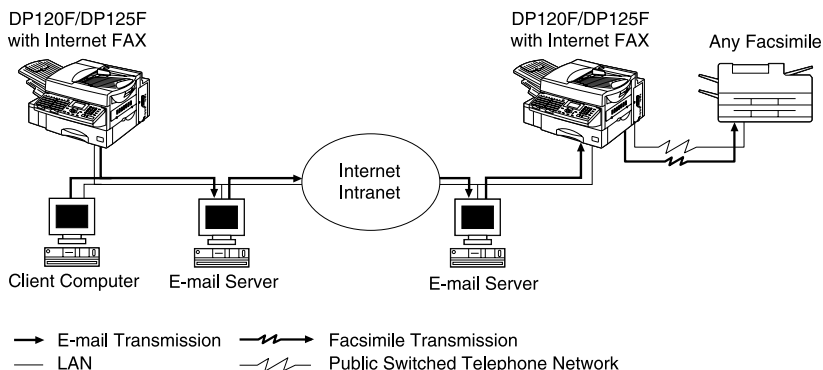 DP120F/DP125F
with Internet FAX
DP120F/DP125F
with Internet FAX
Any Facsimile
Internet
Intranet
Client Computer
E-mail Server
E-mail Server
E-mail Transmission
Facsimile Transmission
LAN
Public Switched Telephone Network